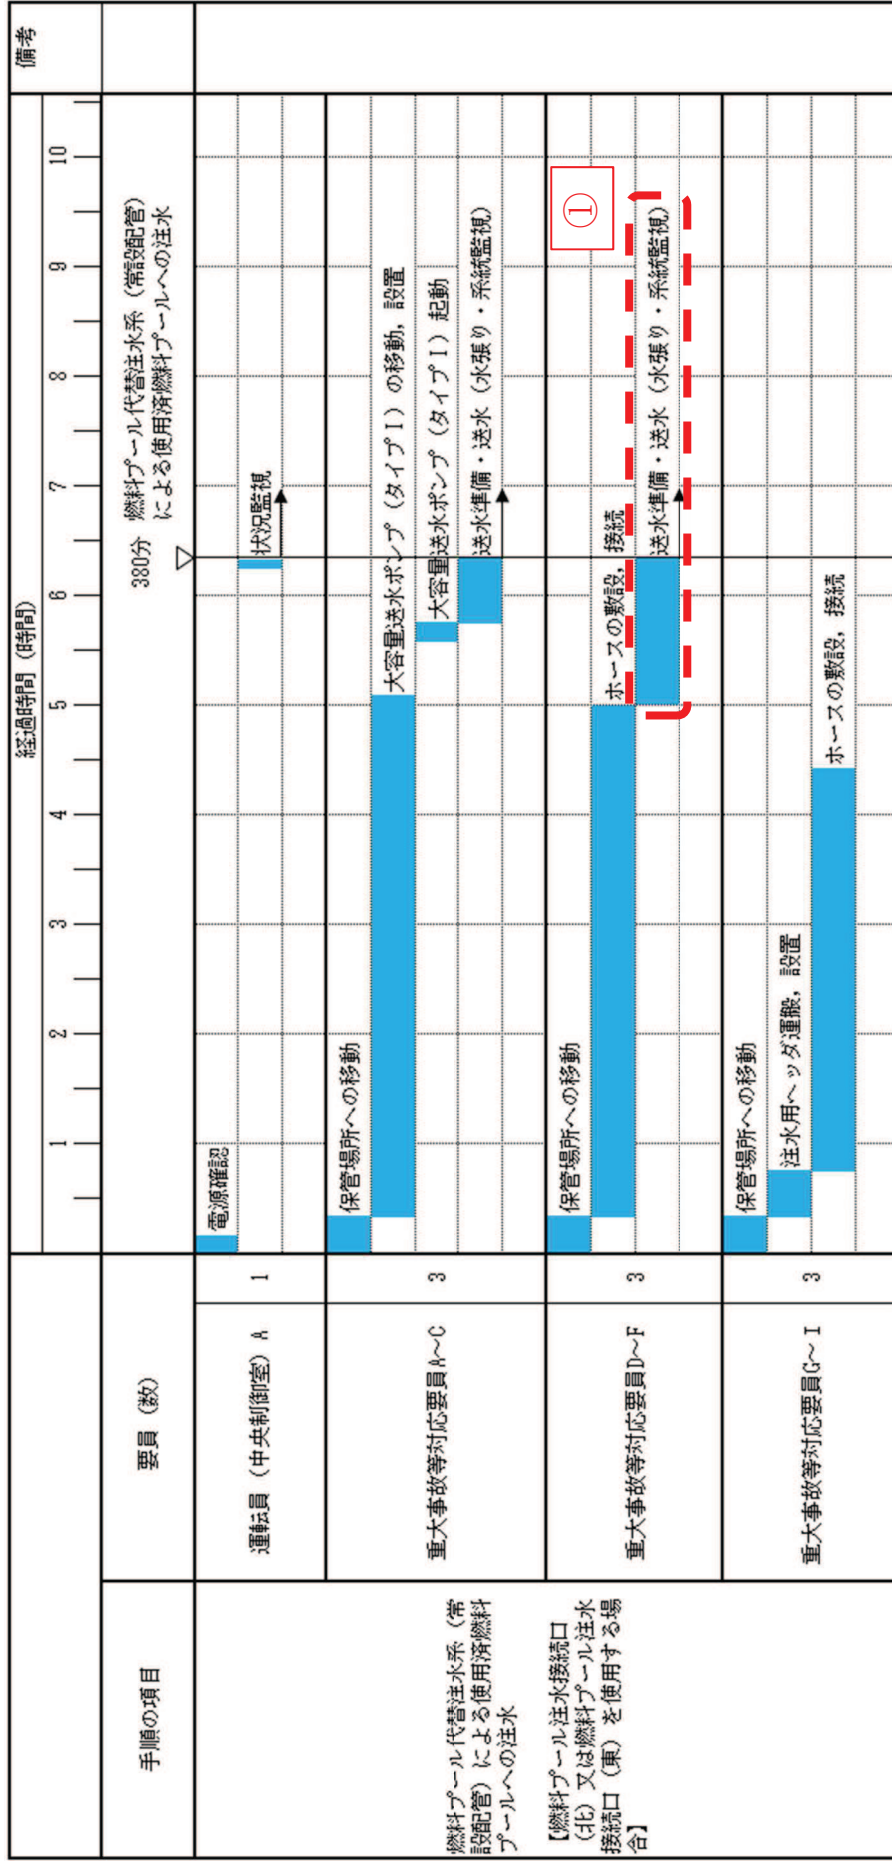 経過時間（時間）
備考
1
2
3
4
5
6
7
8
9
10
手順の項目
要員（数）
380分
燃料プール代替注水系（常設配管）
による使用済燃料プールへの注水
燃料プール代替注水系（常
設配管）による使用済燃料
プールへの注水
【燃料プール注水接続口
（北）又は燃料プール注水
接続口（東）を使用する場
合】
運転員（中央制御室）A
1
電源確認
状況監視
重大事故等対応要員A～C
3
保管場所への移動
大容量送水ポンプ（タイプⅠ）の移動，設置
大容量送水ポンプ（タイプⅠ）起動
送水準備・送水（水張り・系統監視）
重大事故等対応要員D～F
3
保管場所への移動
ホースの敷設，接続
①
送水準備・送水（水張り・系統監視）
重大事故等対応要員G～I
3
保管場所への移動
注水用ヘッダ運搬，設置
ホースの敷設，接続